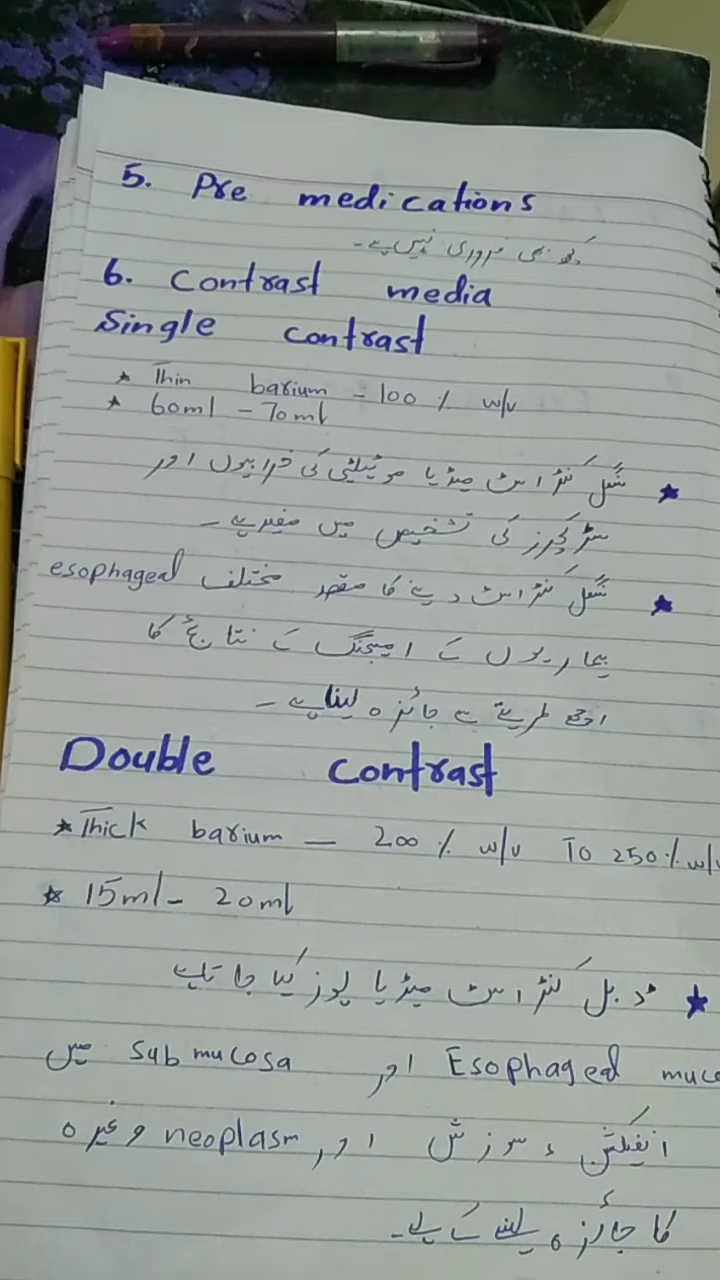 5. Pre medications
کچھ بھی ضروری نہیں ہے۔
6. Contrast media
Single contrast
* Thin barium - 100 % w/v
* 60ml - 70ml
★ سنگل کنٹراسٹ میڈیا موٹیلیٹی کی خرابیوں اور
سٹرکچرز کی تشخیص میں مفید ہے۔
★ سنگل کنٹراسٹ دینے کا مقصد مختلف esophageal
بیماریوں کے امیجنگ کے نتائج کا
اچھے طریقے سے جائزہ لینا ہے۔
Double contrast
* Thick barium — 200 % w/v To 250 % w/v
* 15ml - 20ml
★ ڈبل کنٹراسٹ میڈیا یوز کیا جاتا ہے
Esophageal muc اور Sub mucosa میں
انفیکشن، سوزش اور neoplasm وغیرہ
کا جائزہ لینے کے لیے۔